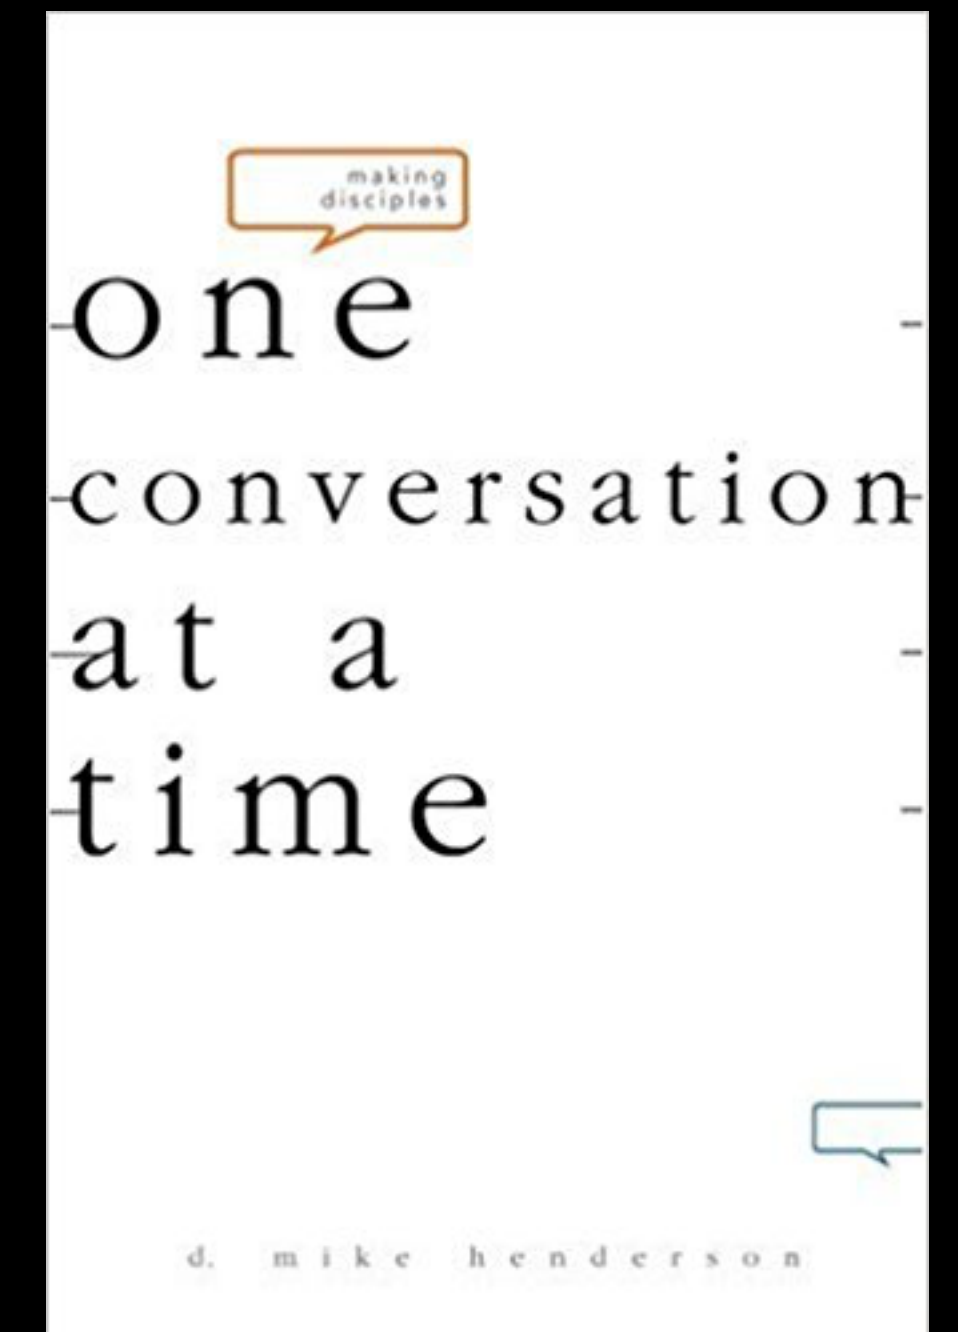 making
disciples
one
conversation
at a
time
d. mike henderson